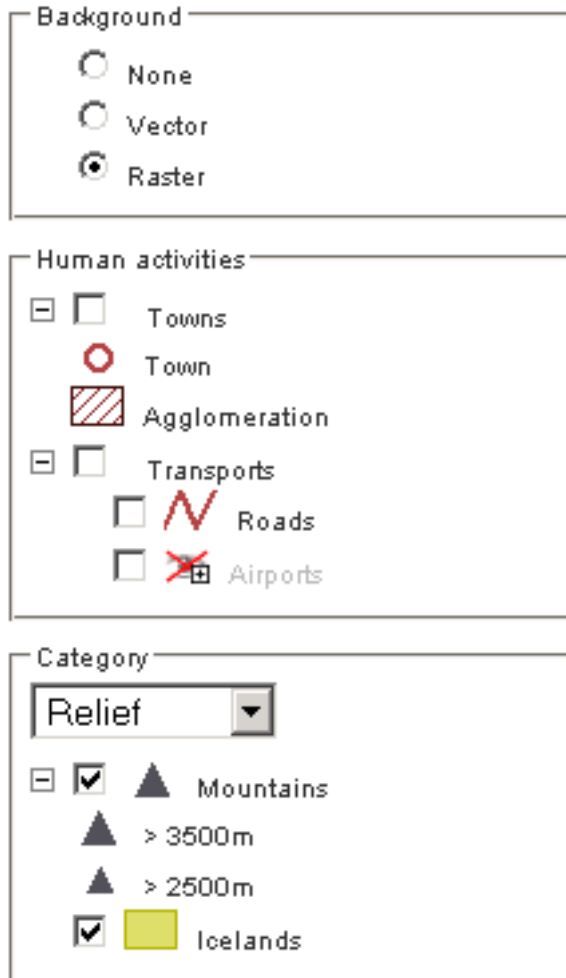 Background
None
Vector
Raster
Human activities
Towns
Town
Agglomeration
Transports
Roads
Airports
Category
Relief
Mountains
> 3500m
> 2500m
Icelands